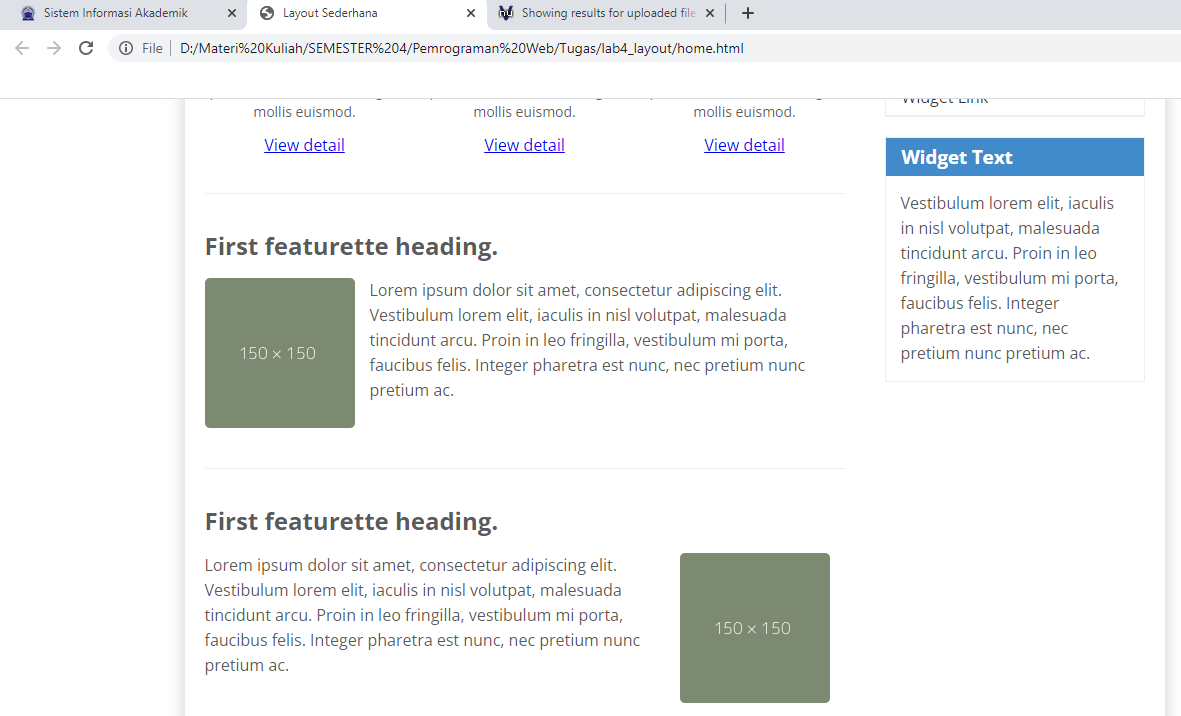 Sistem Informasi Akademik
Layout Sederhana
Showing results for uploaded file
File
D:/Materi%20Kuliah/SEMESTER%204/Pemrograman%20Web/Tugas/lab4_layout/home.html
mollis euismod.
View detail
mollis euismod.
View detail
mollis euismod.
View detail
First featurette heading.
150 × 150
Lorem ipsum dolor sit amet, consectetur adipiscing elit.
Vestibulum lorem elit, iaculis in nisl volutpat, malesuada
tincidunt arcu. Proin in leo fringilla, vestibulum mi porta,
faucibus felis. Integer pharetra est nunc, nec pretium nunc
pretium ac.
First featurette heading.
Lorem ipsum dolor sit amet, consectetur adipiscing elit.
Vestibulum lorem elit, iaculis in nisl volutpat, malesuada
tincidunt arcu. Proin in leo fringilla, vestibulum mi porta,
faucibus felis. Integer pharetra est nunc, nec pretium nunc
pretium ac.
150 × 150
Widget Link
Widget Text
Vestibulum lorem elit, iaculis
in nisl volutpat, malesuada
tincidunt arcu. Proin in leo
fringilla, vestibulum mi porta,
faucibus felis. Integer
pharetra est nunc, nec
pretium nunc pretium ac.